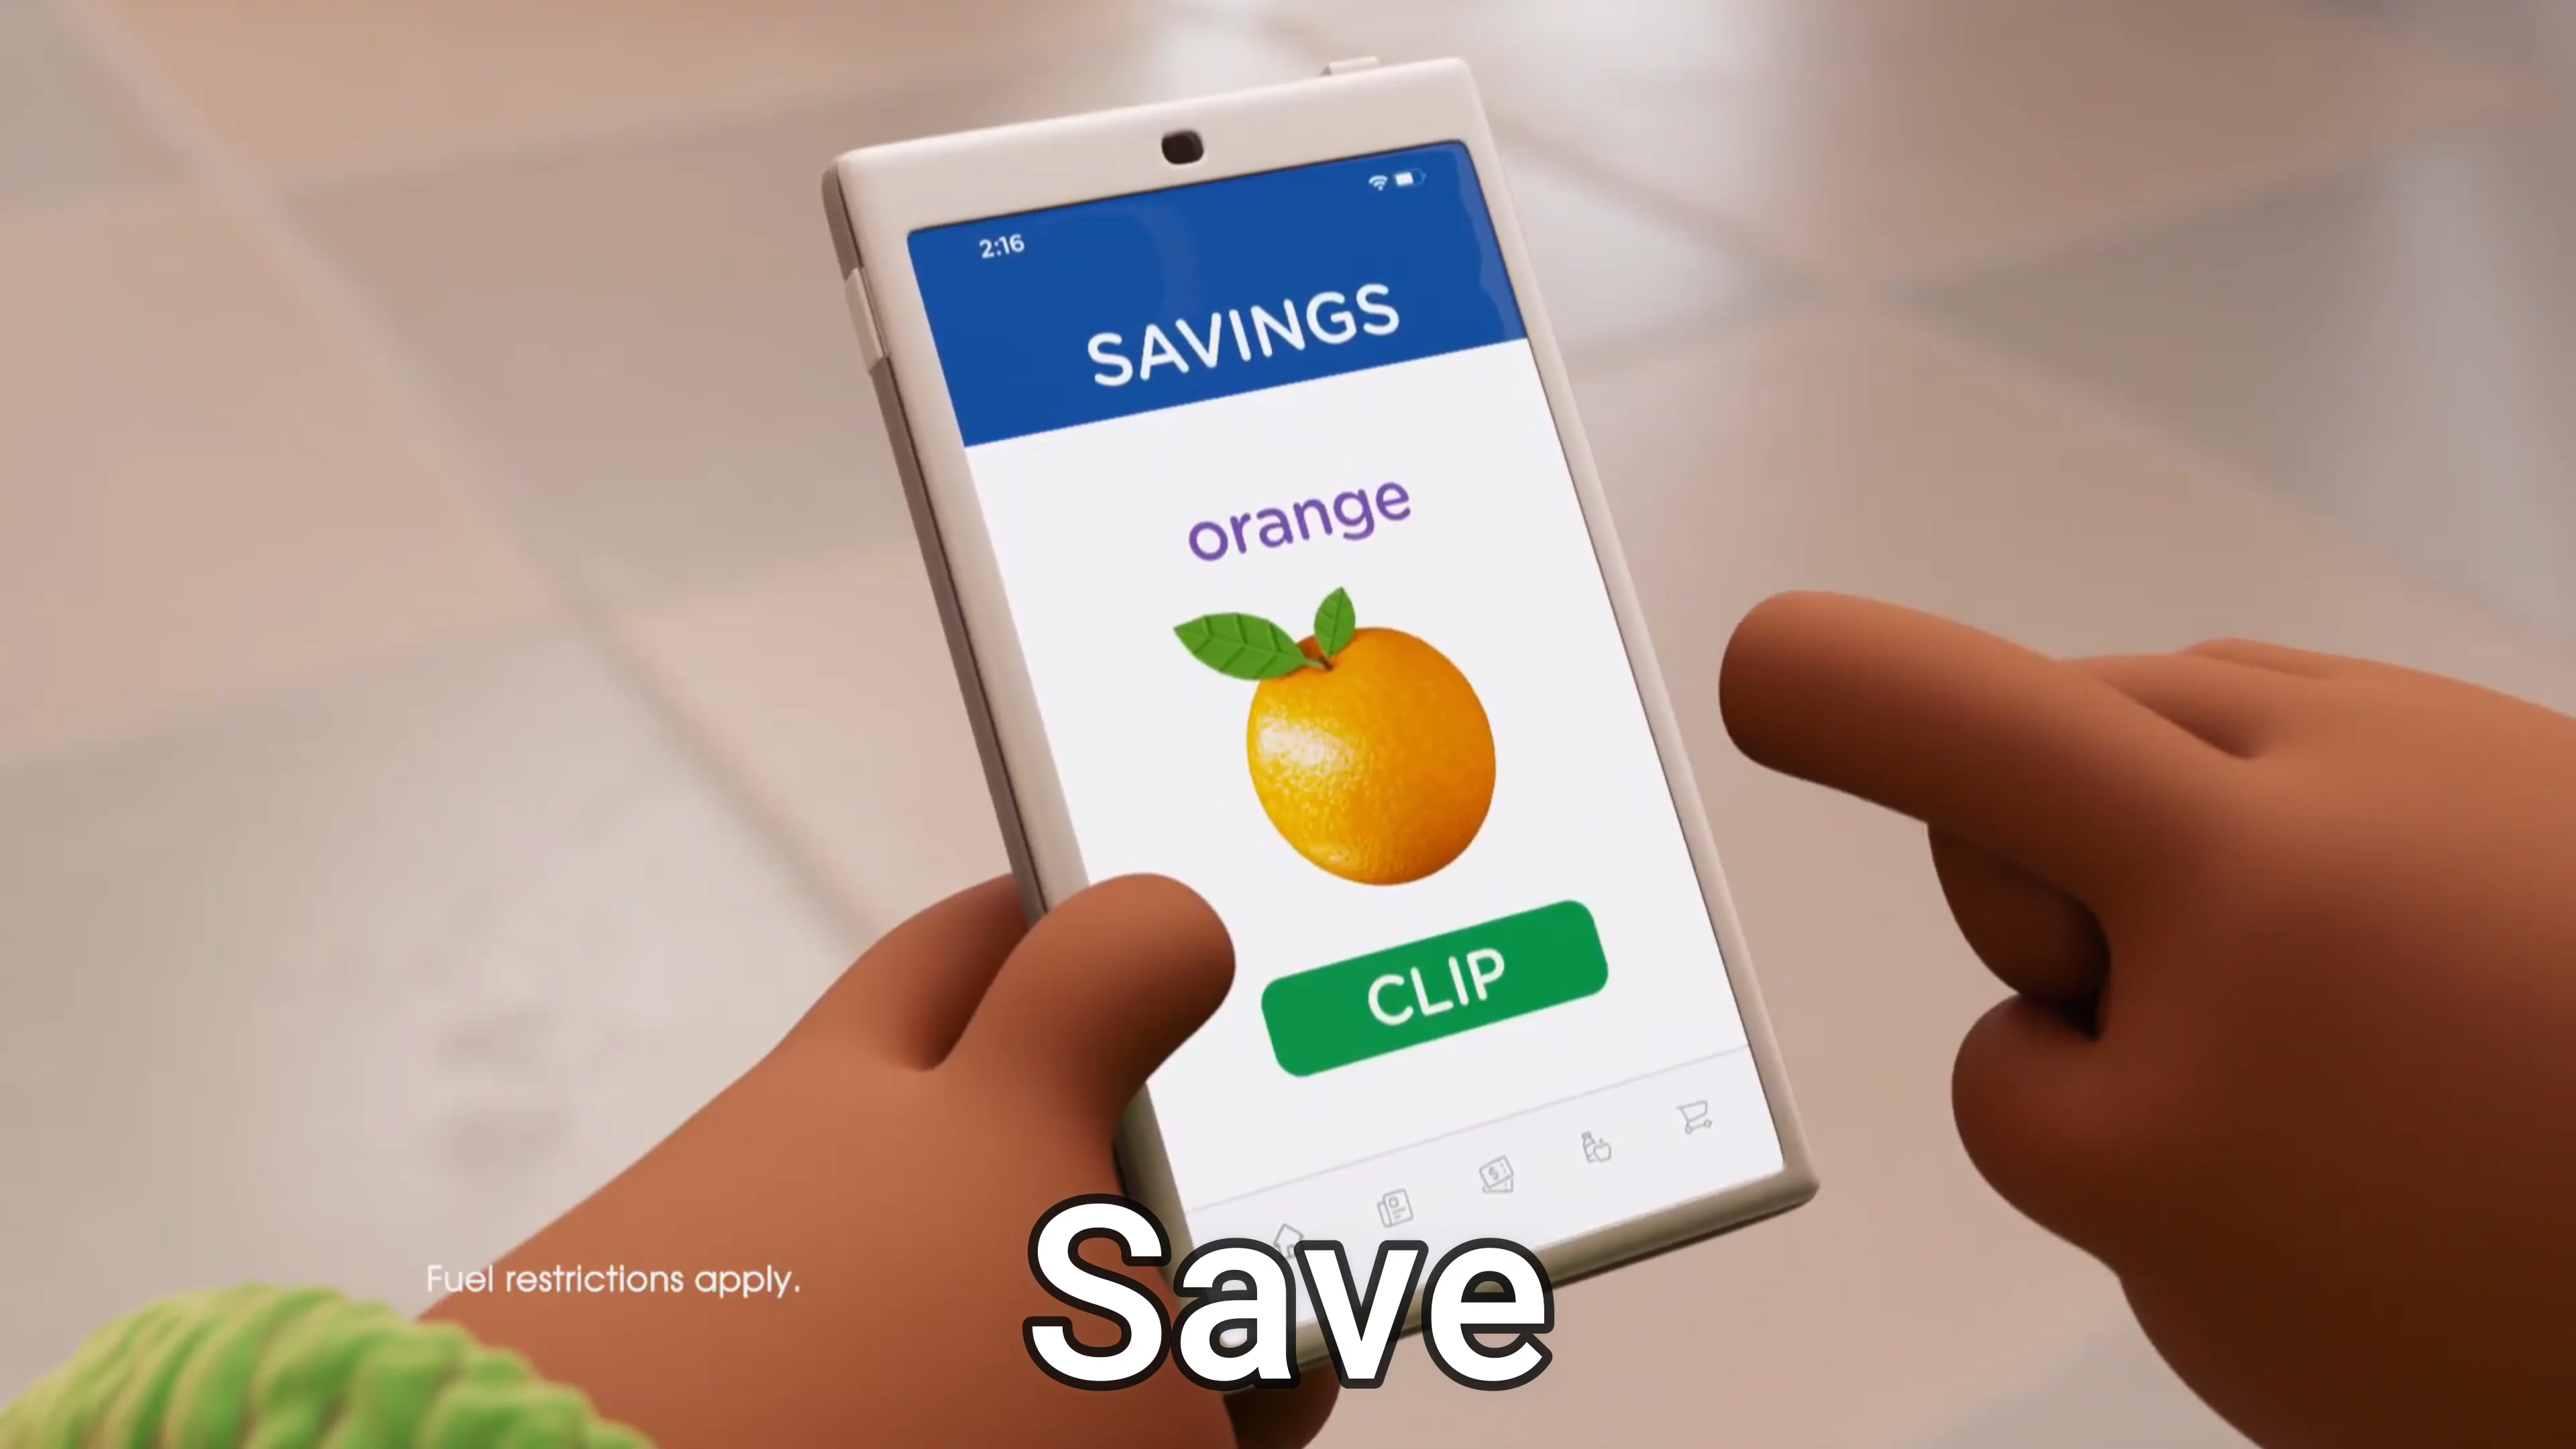 2:16
SAVINGS
orange
CLIP
Fuel restrictions apply.
Save